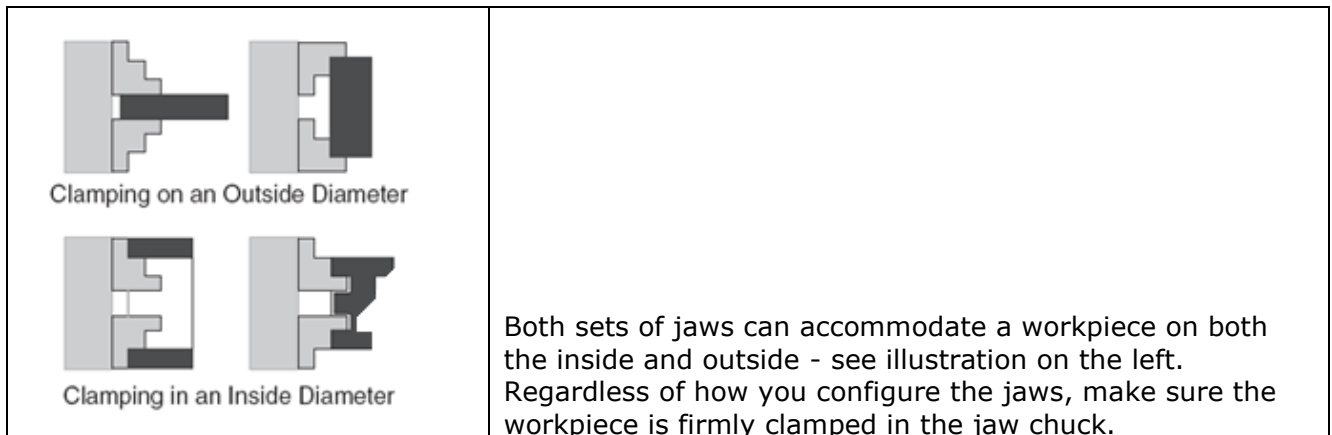 Clamping on an Outside Diameter
Clamping in an Inside Diameter
Both sets of jaws can accommodate a workpiece on both
the inside and outside - see illustration on the left.
Regardless of how you configure the jaws, make sure the
workpiece is firmly clamped in the jaw chuck.